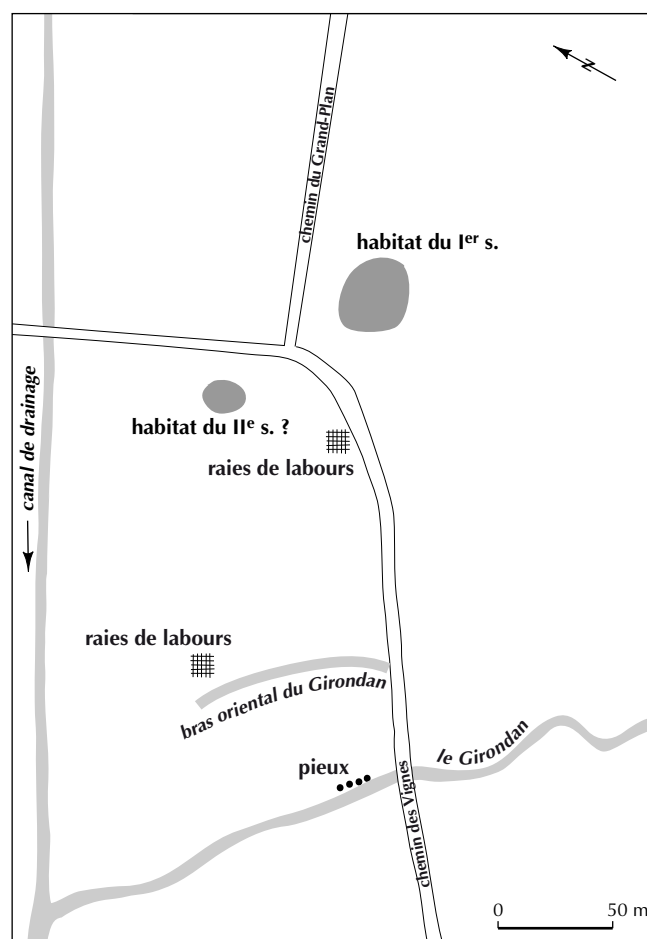 N
chemin du Grand-Plan
habitat du Ier s.
canal de drainage
habitat du IIe s. ?
raies de labours
raies de labours
bras oriental du Girondan
le Girondan
pieux
chemin des Vignes
0 50 m